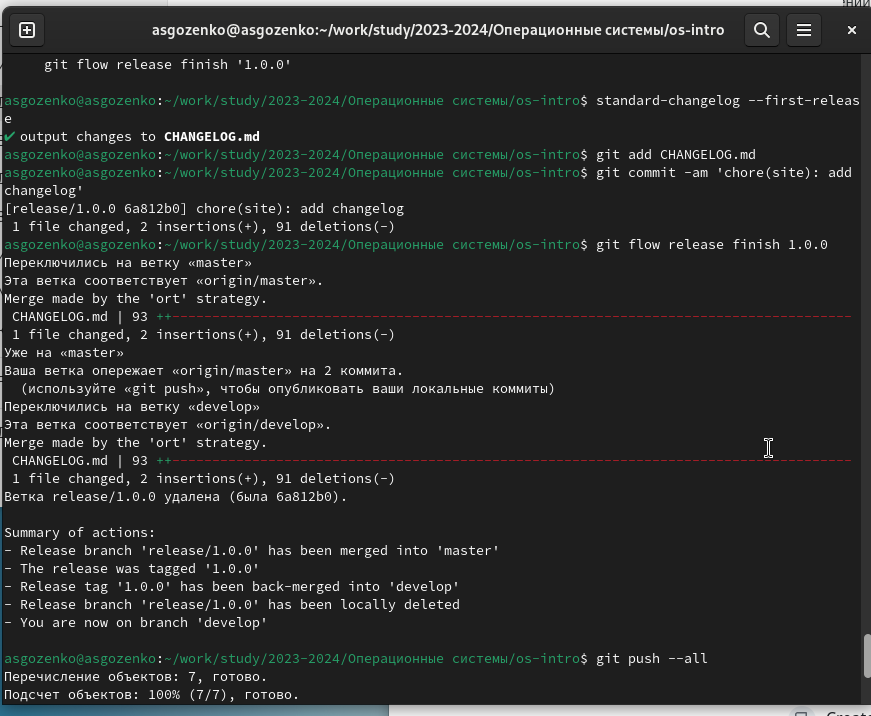 asgozenko@asgozenko:~/work/study/2023-2024/Операционные системы/os-intro
git flow release finish '1.0.0'
asgozenko@asgozenko:~/work/study/2023-2024/Операционные системы/os-intro$ standard-changelog --first-releas
e
✔ output changes to CHANGELOG.md
asgozenko@asgozenko:~/work/study/2023-2024/Операционные системы/os-intro$ git add CHANGELOG.md
asgozenko@asgozenko:~/work/study/2023-2024/Операционные системы/os-intro$ git commit -am 'chore(site): add
changelog'
[release/1.0.0 6a812b0] chore(site): add changelog
1 file changed, 2 insertions(+), 91 deletions(-)
asgozenko@asgozenko:~/work/study/2023-2024/Операционные системы/os-intro$ git flow release finish 1.0.0
Переключились на ветку «master»
Эта ветка соответствует «origin/master».
Merge made by the 'ort' strategy.
CHANGELOG.md | 93 ++-------------------------------------------------------------------------------------
1 file changed, 2 insertions(+), 91 deletions(-)
Уже на «master»
Ваша ветка опережает «origin/master» на 2 коммита.
(используйте «git push», чтобы опубликовать ваши локальные коммиты)
Переключились на ветку «develop»
Эта ветка соответствует «origin/develop».
Merge made by the 'ort' strategy.
CHANGELOG.md | 93 ++-------------------------------------------------------------------------------------
1 file changed, 2 insertions(+), 91 deletions(-)
Ветка release/1.0.0 удалена (была 6a812b0).
Summary of actions:
- Release branch 'release/1.0.0' has been merged into 'master'
- The release was tagged '1.0.0'
- Release tag '1.0.0' has been back-merged into 'develop'
- Release branch 'release/1.0.0' has been locally deleted
- You are now on branch 'develop'
asgozenko@asgozenko:~/work/study/2023-2024/Операционные системы/os-intro$ git push --all
Перечисление объектов: 7, готово.
Подсчет объектов: 100% (7/7), готово.